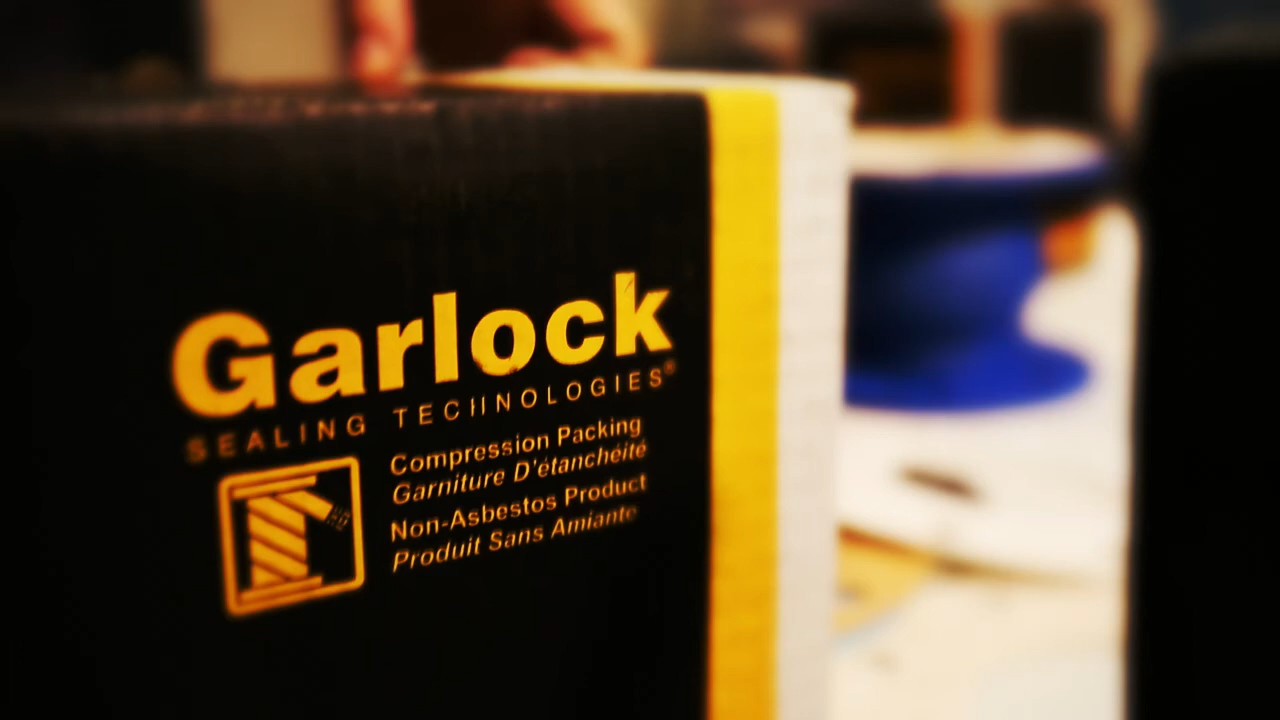 Garlock
SEALING TECHNOLOGIES®
Compression Packing
Garniture D'étanchéité
Non-Asbestos Product
Produit Sans Amiante